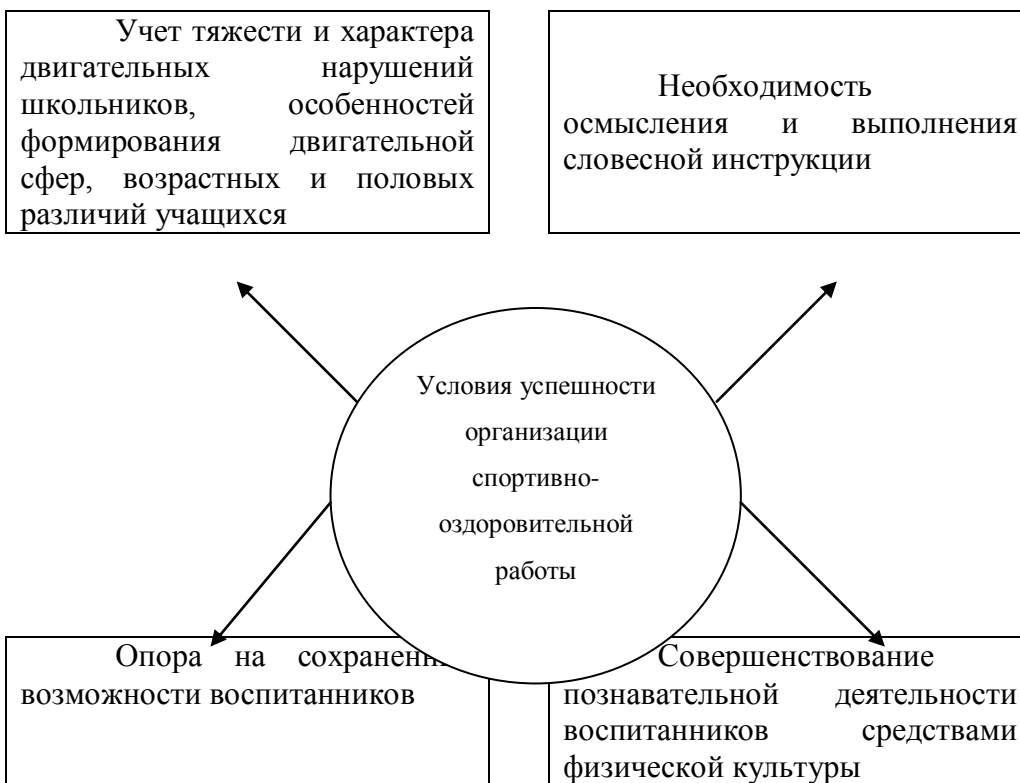 Учет тяжести и характера
двигательных нарушений
школьников, особенностей
формирования двигательной
сфер, возрастных и половых
различий учащихся
Необходимость
осмысления и выполнения
словесной инструкции
Условия успешности
организации
спортивно-
оздоровительной
работы
Опора на
возможности воспитанников
Совершенствование
познавательной деятельности
воспитанников средствами
физической культуры